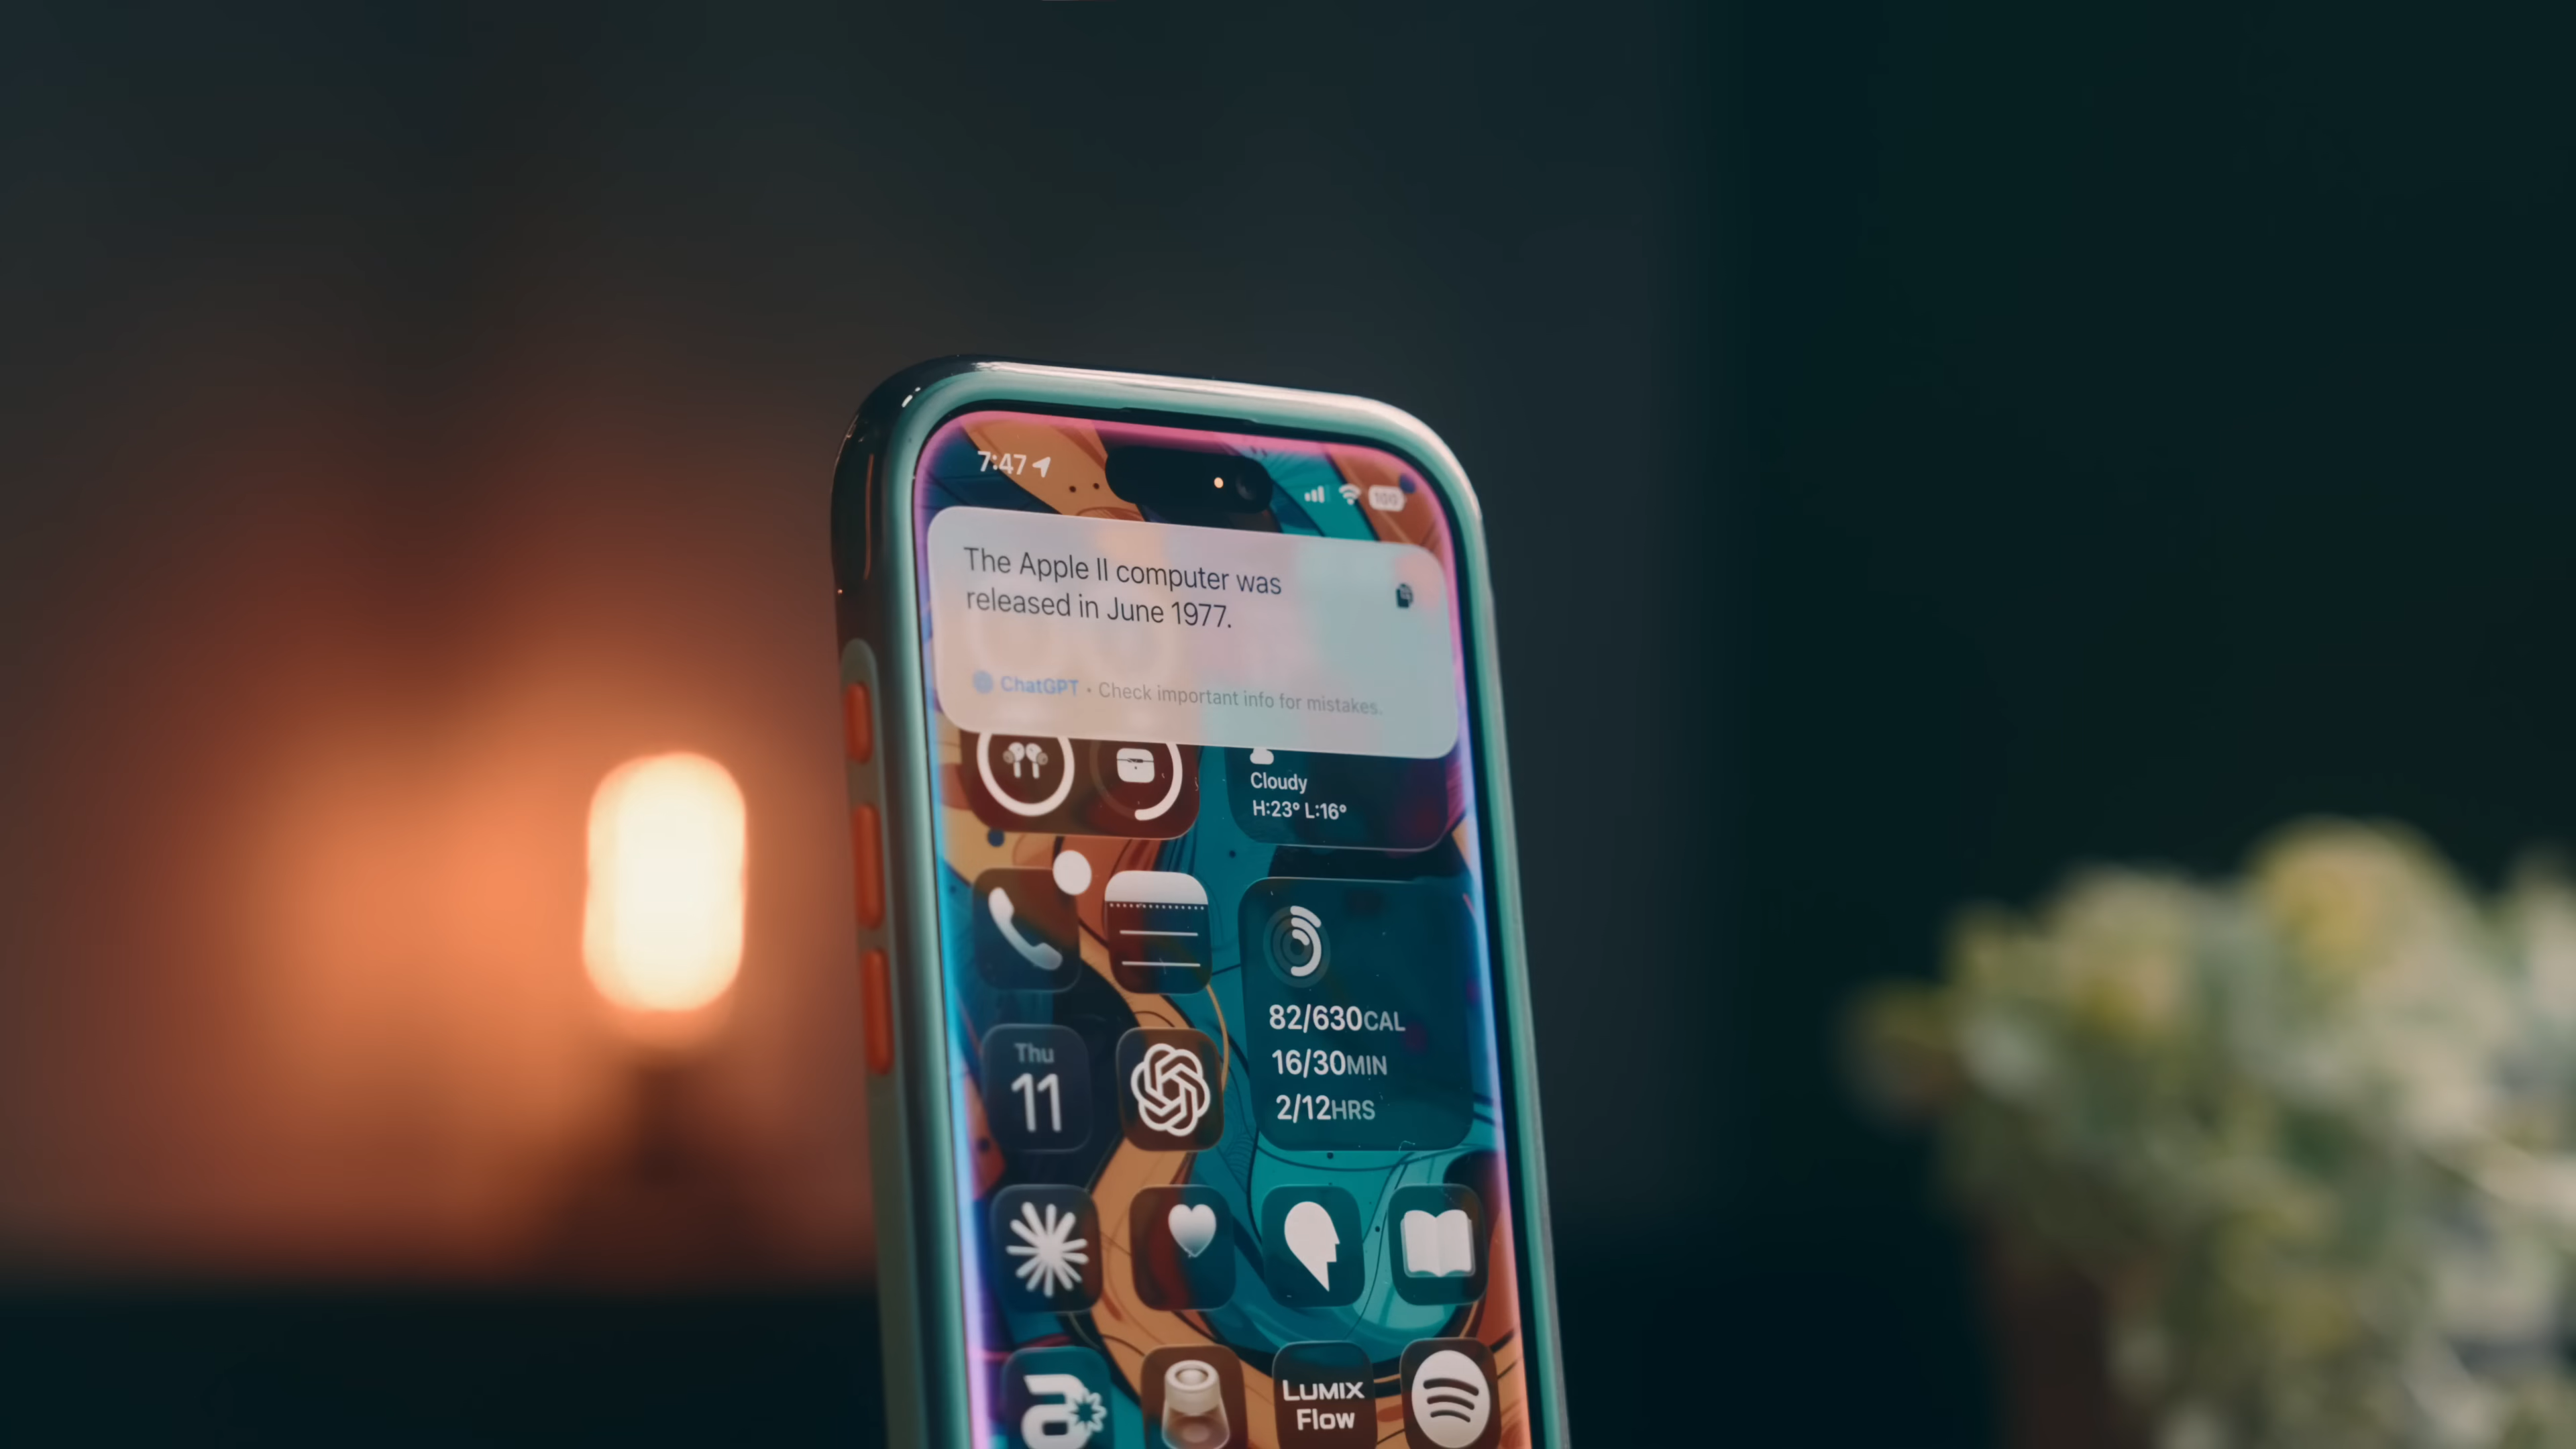 7:47
100
The Apple II computer was
released in June 1977.
ChatGPT • Check important info for mistakes.
Cloudy
H:23° L:16°
82/630CAL
16/30MIN
2/12HRS
Thu
11
LUMIX
Flow